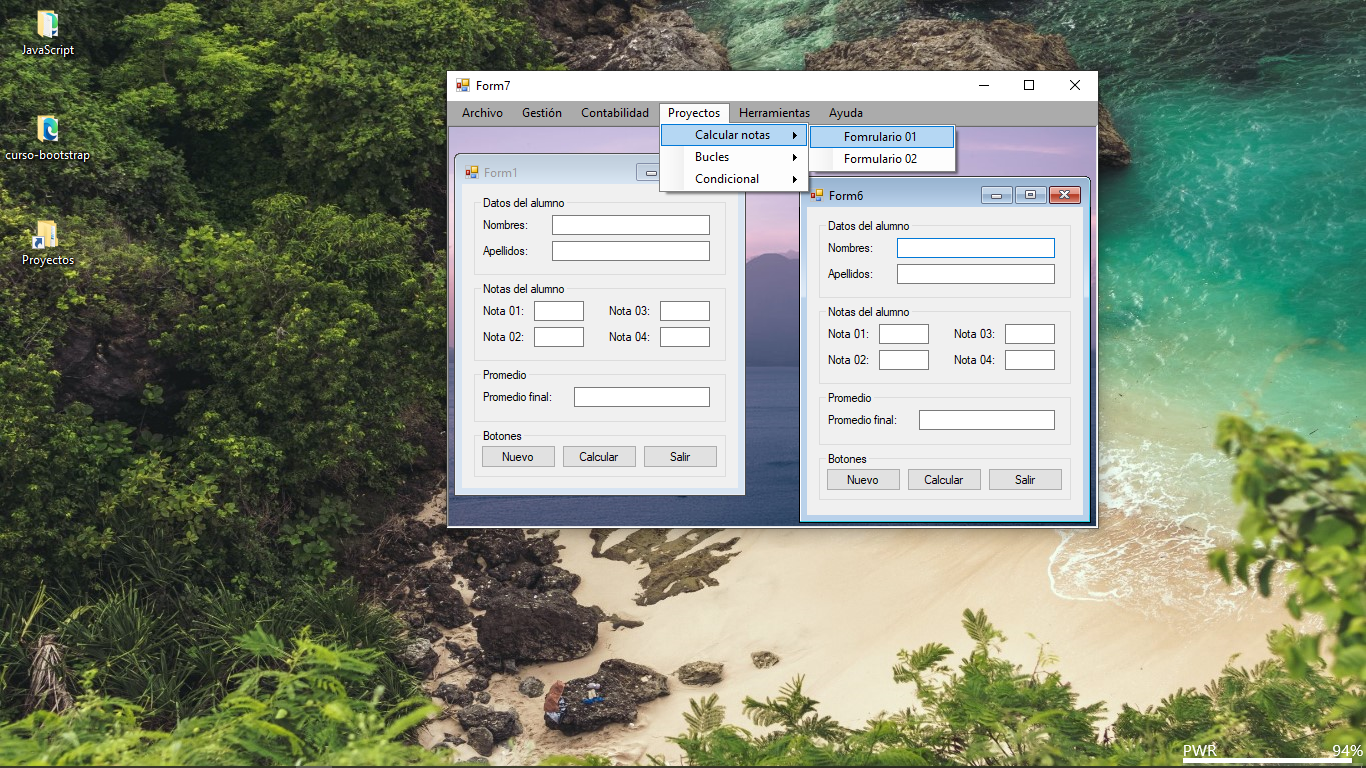 JavaScript
curso-bootstrap
Proyectos
Form7
Archivo Gestión Contabilidad Proyectos Herramientas Ayuda
Calcular notas
Bucles
Condicional
Fomrulario 01
Formulario 02
Form1
Datos del alumno
Nombres:
Apellidos:
Notas del alumno
Nota 01: Nota 03:
Nota 02: Nota 04:
Promedio
Promedio final:
Botones
Nuevo Calcular Salir
Form6
Datos del alumno
Nombres:
Apellidos:
Notas del alumno
Nota 01: Nota 03:
Nota 02: Nota 04:
Promedio
Promedio final:
Botones
Nuevo Calcular Salir
PWR 94%